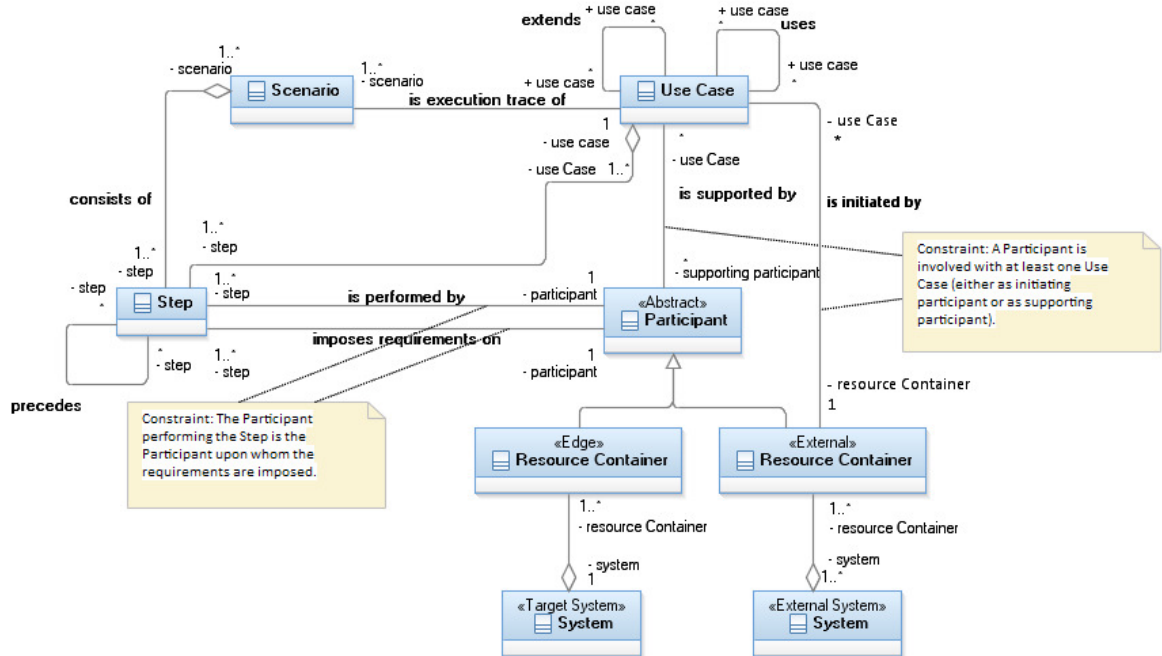 extends
+ use case
*
+ use case
*
uses
+ use case
*
+ use case
*
1..*
- scenario
1..*
- scenario
Scenario
is execution trace of
Use Case
1
- use case
- use Case
1..*
*
- use Case
- use Case
*
consists of
is supported by
is initiated by
1..*
- step
1..*
- step
- step
*
Step
1..*
- step
is performed by
1
- participant
*
- supporting participant
«Abstract»
Participant
imposes requirements on
*
- step
1..*
- step
1
- participant
precedes
Constraint: A Participant is
involved with at least one Use
Case (either as initiating
participant or as supporting
participant).
Constraint: The Participant
performing the Step is the
Participant upon whom the
requirements are imposed.
- resource Container
1
«Edge»
Resource Container
«External»
Resource Container
1..*
- resource Container
1..*
- resource Container
- system
1
- system
1..*
«Target System»
System
«External System»
System